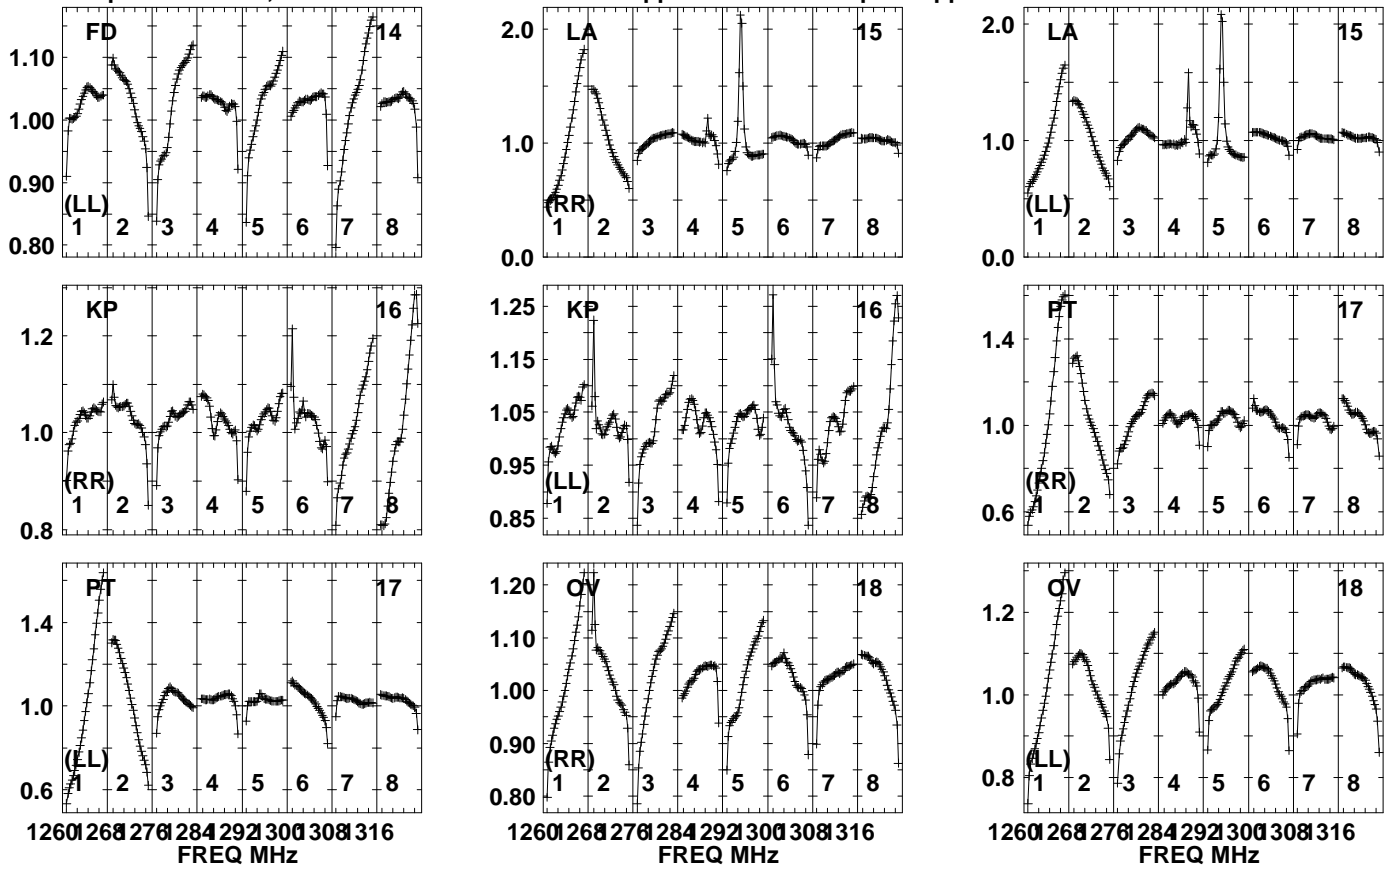 FD 14
1.10
1.00
0.90
0.80
(LL)
1 2 3 4 5 6 7 8
LA 15
2.0
1.0
0.0
(RR)
1 2 3 4 5 6 7 8
LA 15
2.0
1.0
0.0
(LL)
1 2 3 4 5 6 7 8
KP 16
1.2
1.0
0.8
(RR)
1 2 3 4 5 6 7 8
KP 16
1.25
1.15
1.05
0.95
0.85
(LL)
1 2 3 4 5 6 7 8
PT 17
1.4
1.0
0.6
(RR)
1 2 3 4 5 6 7 8
PT 17
1.4
1.0
0.6
(LL)
1 2 3 4 5 6 7 8
1260 1268 1276 1284 1292 1300 1308 1316
FREQ MHz
OV 18
1.20
1.10
1.00
0.90
0.80
(RR)
1 2 3 4 5 6 7 8
1260 1268 1276 1284 1292 1300 1308 1316
FREQ MHz
OV 18
1.2
1.0
0.8
(LL)
1 2 3 4 5 6 7 8
1260 1268 1276 1284 1292 1300 1308 1316
FREQ MHz